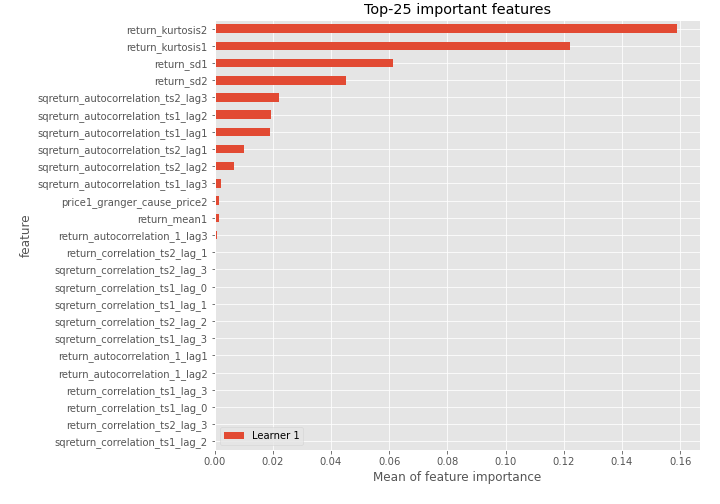 Top-25 important features
return_kurtosis2
return_kurtosis1
return_sd1
return_sd2
sqreturn_autocorrelation_ts2_lag3
sqreturn_autocorrelation_ts1_lag2
sqreturn_autocorrelation_ts1_lag1
sqreturn_autocorrelation_ts2_lag1
sqreturn_autocorrelation_ts2_lag2
sqreturn_autocorrelation_ts1_lag3
price1_granger_cause_price2
return_mean1
return_autocorrelation_1_lag3
return_correlation_ts2_lag_1
sqreturn_correlation_ts2_lag_3
sqreturn_correlation_ts1_lag_0
sqreturn_correlation_ts1_lag_1
sqreturn_correlation_ts2_lag_2
sqreturn_correlation_ts1_lag_3
return_autocorrelation_1_lag1
return_autocorrelation_1_lag2
return_correlation_ts1_lag_3
return_correlation_ts1_lag_0
return_correlation_ts2_lag_3
sqreturn_correlation_ts1_lag_2
feature
Learner 1
0.00 0.02 0.04 0.06 0.08 0.10 0.12 0.14 0.16
Mean of feature importance